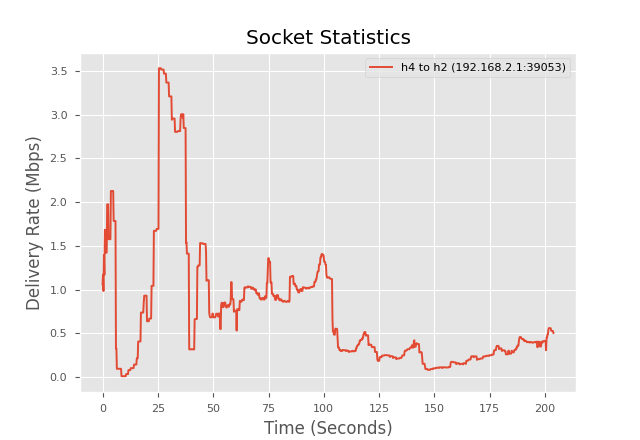 Socket Statistics
h4 to h2 (192.168.2.1:39053)
Delivery Rate (Mbps)
3.5
3.0
2.5
2.0
1.5
1.0
0.5
0.0
0 25 50 75 100 125 150 175 200
Time (Seconds)